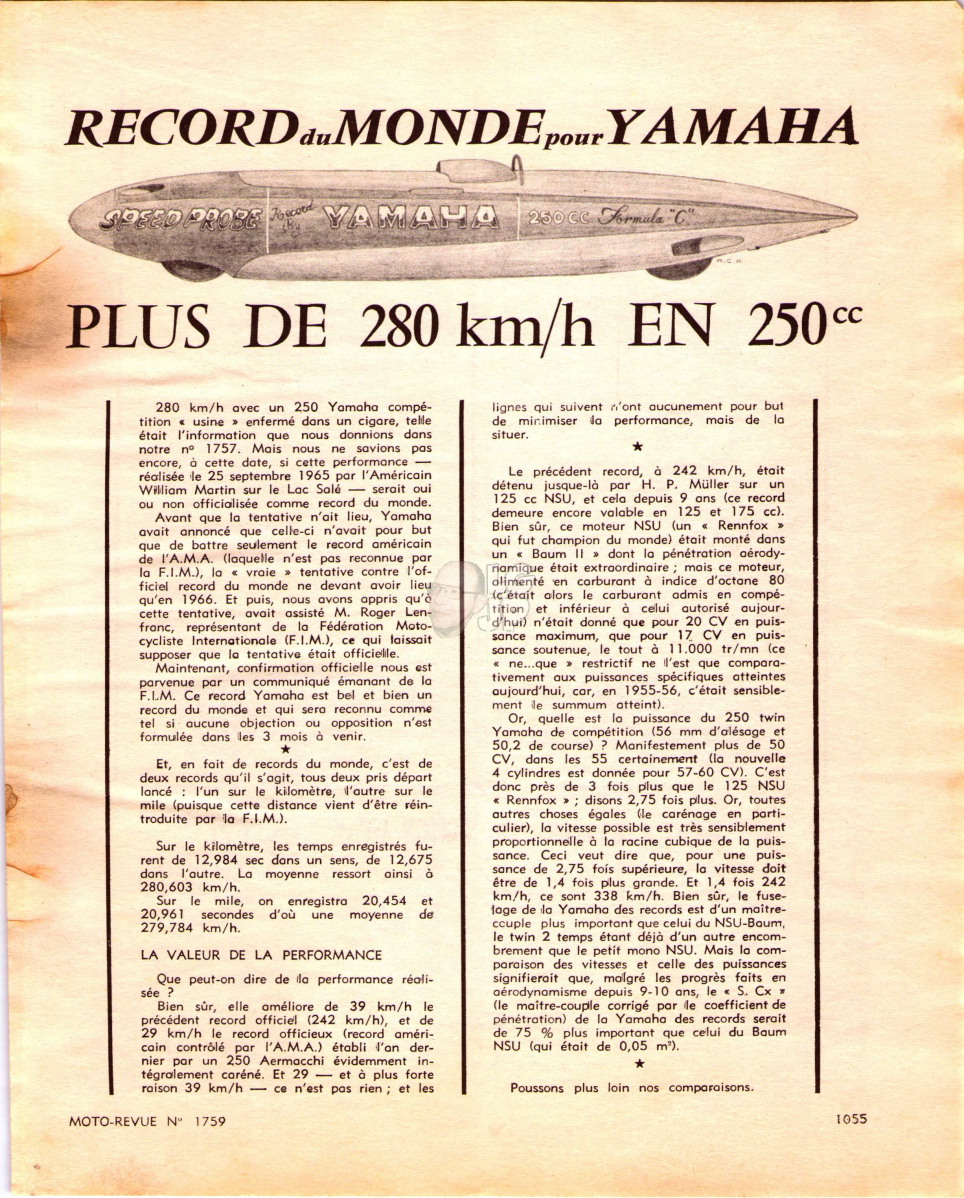 RECORD du MONDE pour YAMAHA
SPEED PROBE Record by YAMAHA 250CC Formula "C"
PLUS DE 280 km/h EN 250cc
280 km/h avec un 250 Yamaha compé-
tition « usine » enfermé dans un cigare, telle
était l'information que nous donnions dans
notre n° 1757. Mais nous ne savions pas
encore, à cette date, si cette performance —
réalisée le 25 septembre 1965 par l'Américain
William Martin sur le Lac Salé — serait oui
ou non officialisée comme record du monde.
Avant que la tentative n'ait lieu, Yamaha
avait annoncé que celle-ci n'avait pour but
que de battre seulement le record américain
de l'A.M.A. (laquelle n'est pas reconnue par
la F.I.M.), la « vraie » tentative contre l'of-
ficiel record du monde ne devant avoir lieu
qu'en 1966. Et puis, nous avons appris qu'à
cette tentative, avait assisté M. Roger Len-
franc, représentant de la Fédération Moto-
cycliste Internationale (F.I.M.), ce qui laissait
supposer que la tentative était officielle.
Maintenant, confirmation officielle nous est
parvenue par un communiqué émanant de la
F.I.M. Ce record Yamaha est bel et bien un
record du monde et qui sera reconnu comme
tel si aucune objection ou opposition n'est
formulée dans les 3 mois à venir.
★
Et, en fait de records du monde, c'est de
deux records qu'il s'agit, tous deux pris départ
lancé : l'un sur le kilomètre, l'autre sur le
mile (puisque cette distance vient d'être réin-
troduite par la F.I.M.).
Sur le kilomètre, les temps enregistrés fu-
rent de 12,984 sec dans un sens, de 12,675
dans l'autre. La moyenne ressort ainsi à
280,603 km/h.
Sur le mile, on enregistra 20,454 et
20,961 secondes d'où une moyenne de
279,784 km/h.
LA VALEUR DE LA PERFORMANCE
Que peut-on dire de la performance réali-
sée ?
Bien sûr, elle améliore de 39 km/h le
précédent record officiel (242 km/h), et de
29 km/h le record officieux (record améri-
cain contrôlé par l'A.M.A.) établi l'an der-
nier par un 250 Aermacchi évidemment in-
tégralement caréné. Et 29 — et à plus forte
raison 39 km/h — ce n'est pas rien ; et les
lignes qui suivent n'ont aucunement pour but
de minimiser la performance, mais de la
situer.
★
Le précédent record, à 242 km/h, était
détenu jusque-là par H. P. Müller sur un
125 cc NSU, et cela depuis 9 ans (ce record
demeure encore valable en 125 et 175 cc).
Bien sûr, ce moteur NSU (un « Rennfox »
qui fut champion du monde) était monté dans
un « Baum II » dont la pénétration aérody-
namique était extraordinaire ; mais ce moteur,
alimenté en carburant à indice d'octane 80
(c'était alors le carburant admis en compé-
tition et inférieur à celui autorisé aujour-
d'hui) n'était donné que pour 20 CV en puis-
sance maximum, que pour 17 CV en puis-
sance soutenue, le tout à 11.000 tr/mn (ce
« ne...que » restrictif ne l'est que compara-
tivement aux puissances spécifiques atteintes
aujourd'hui, car, en 1955-56, c'était sensible-
ment le summum atteint).
Or, quelle est la puissance du 250 twin
Yamaha de compétition (56 mm d'alésage et
50,2 de course) ? Manifestement plus de 50
CV, dans les 55 certainement (la nouvelle
4 cylindres est donnée pour 57-60 CV). C'est
donc près de 3 fois plus que le 125 NSU
« Rennfox » ; disons 2,75 fois plus. Or, toutes
autres choses égales (le carénage en parti-
culier), la vitesse possible est très sensiblement
proportionnelle à la racine cubique de la puis-
sance. Ceci veut dire que, pour une puis-
sance de 2,75 fois supérieure, la vitesse doit
être de 1,4 fois plus grande. Et 1,4 fois 242
km/h, ce sont 338 km/h. Bien sûr, le fuse-
lage de la Yamaha des records est d'un maître-
couple plus important que celui du NSU-Baum,
le twin 2 temps étant déjà d'un autre encom-
brement que le petit mono NSU. Mais la com-
paraison des vitesses et celle des puissances
signifierait que, malgré les progrès faits en
aérodynamisme depuis 9-10 ans, le « S. Cx »
(le maître-couple corrigé par le coefficient de
pénétration) de la Yamaha des records serait
de 75 % plus important que celui du Baum
NSU (qui était de 0,05 m²).
★
Poussons plus loin nos comparaisons.
MOTO-REVUE N° 1759
1055